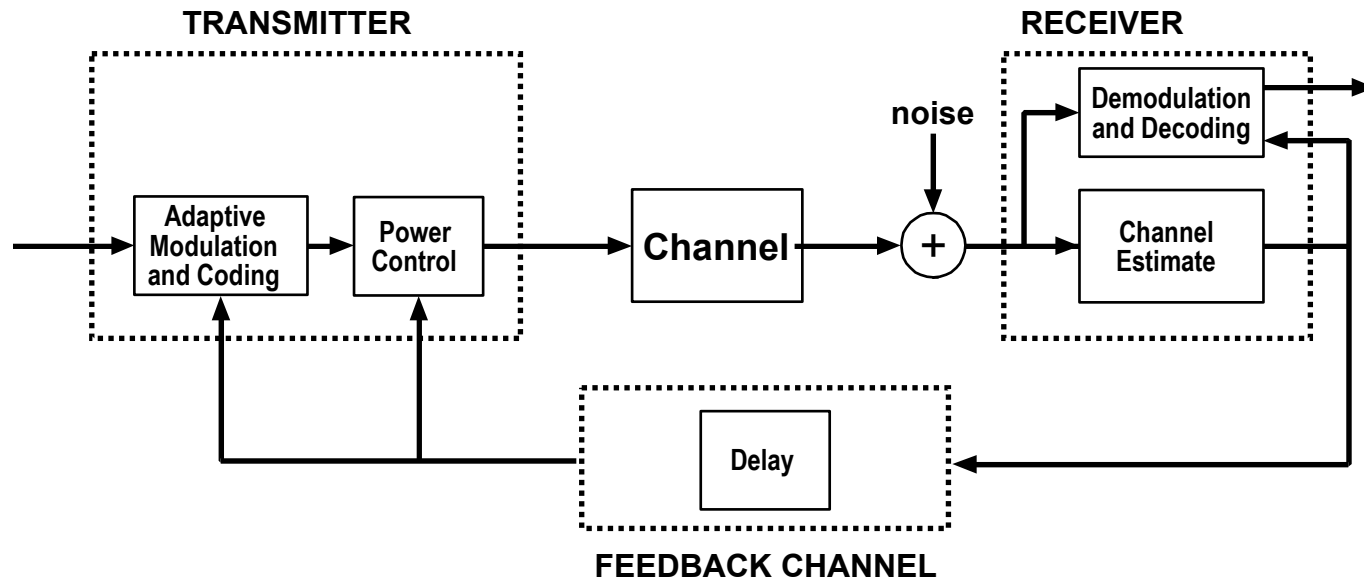 TRANSMITTER
RECEIVER
Demodulation
and Decoding
noise
Adaptive
Modulation
and Coding
Power
Control
Channel
+
Channel
Estimate
Delay
FEEDBACK CHANNEL